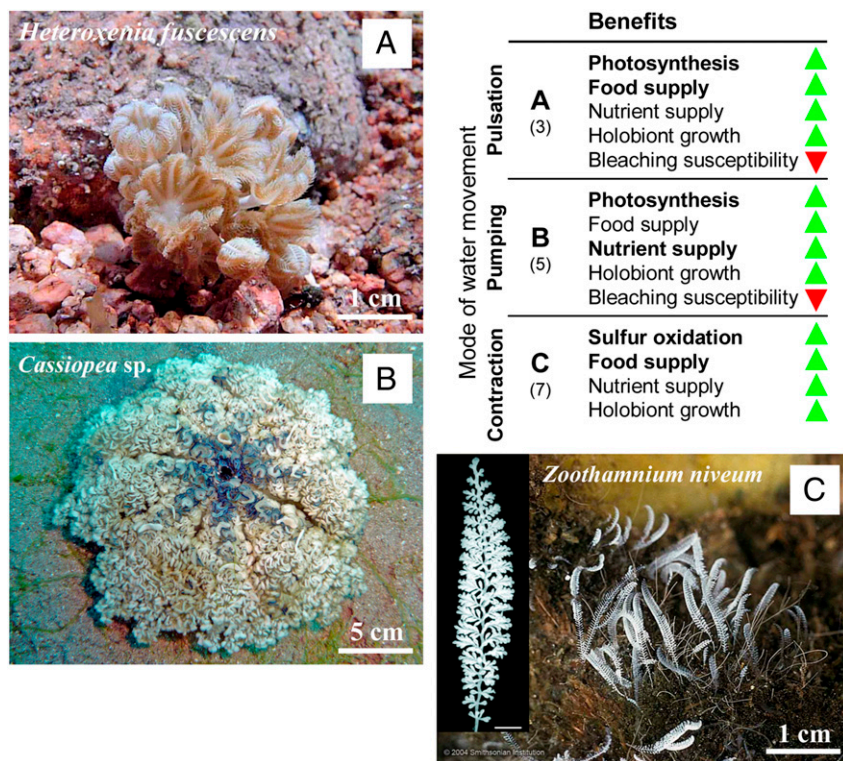 Heteroxenia fuscescens
A
1 cm
Cassiopea sp.
B
5 cm
Benefits
Mode of water movement
Pulsation
A
(3)
Photosynthesis
Food supply
Nutrient supply
Holobiont growth
Bleaching susceptibility
Pumping
B
(5)
Photosynthesis
Food supply
Nutrient supply
Holobiont growth
Bleaching susceptibility
Contraction
C
(7)
Sulfur oxidation
Food supply
Nutrient supply
Holobiont growth
Zoothamnium niveum
C
© 2004 Smithsonian Institution
1 cm